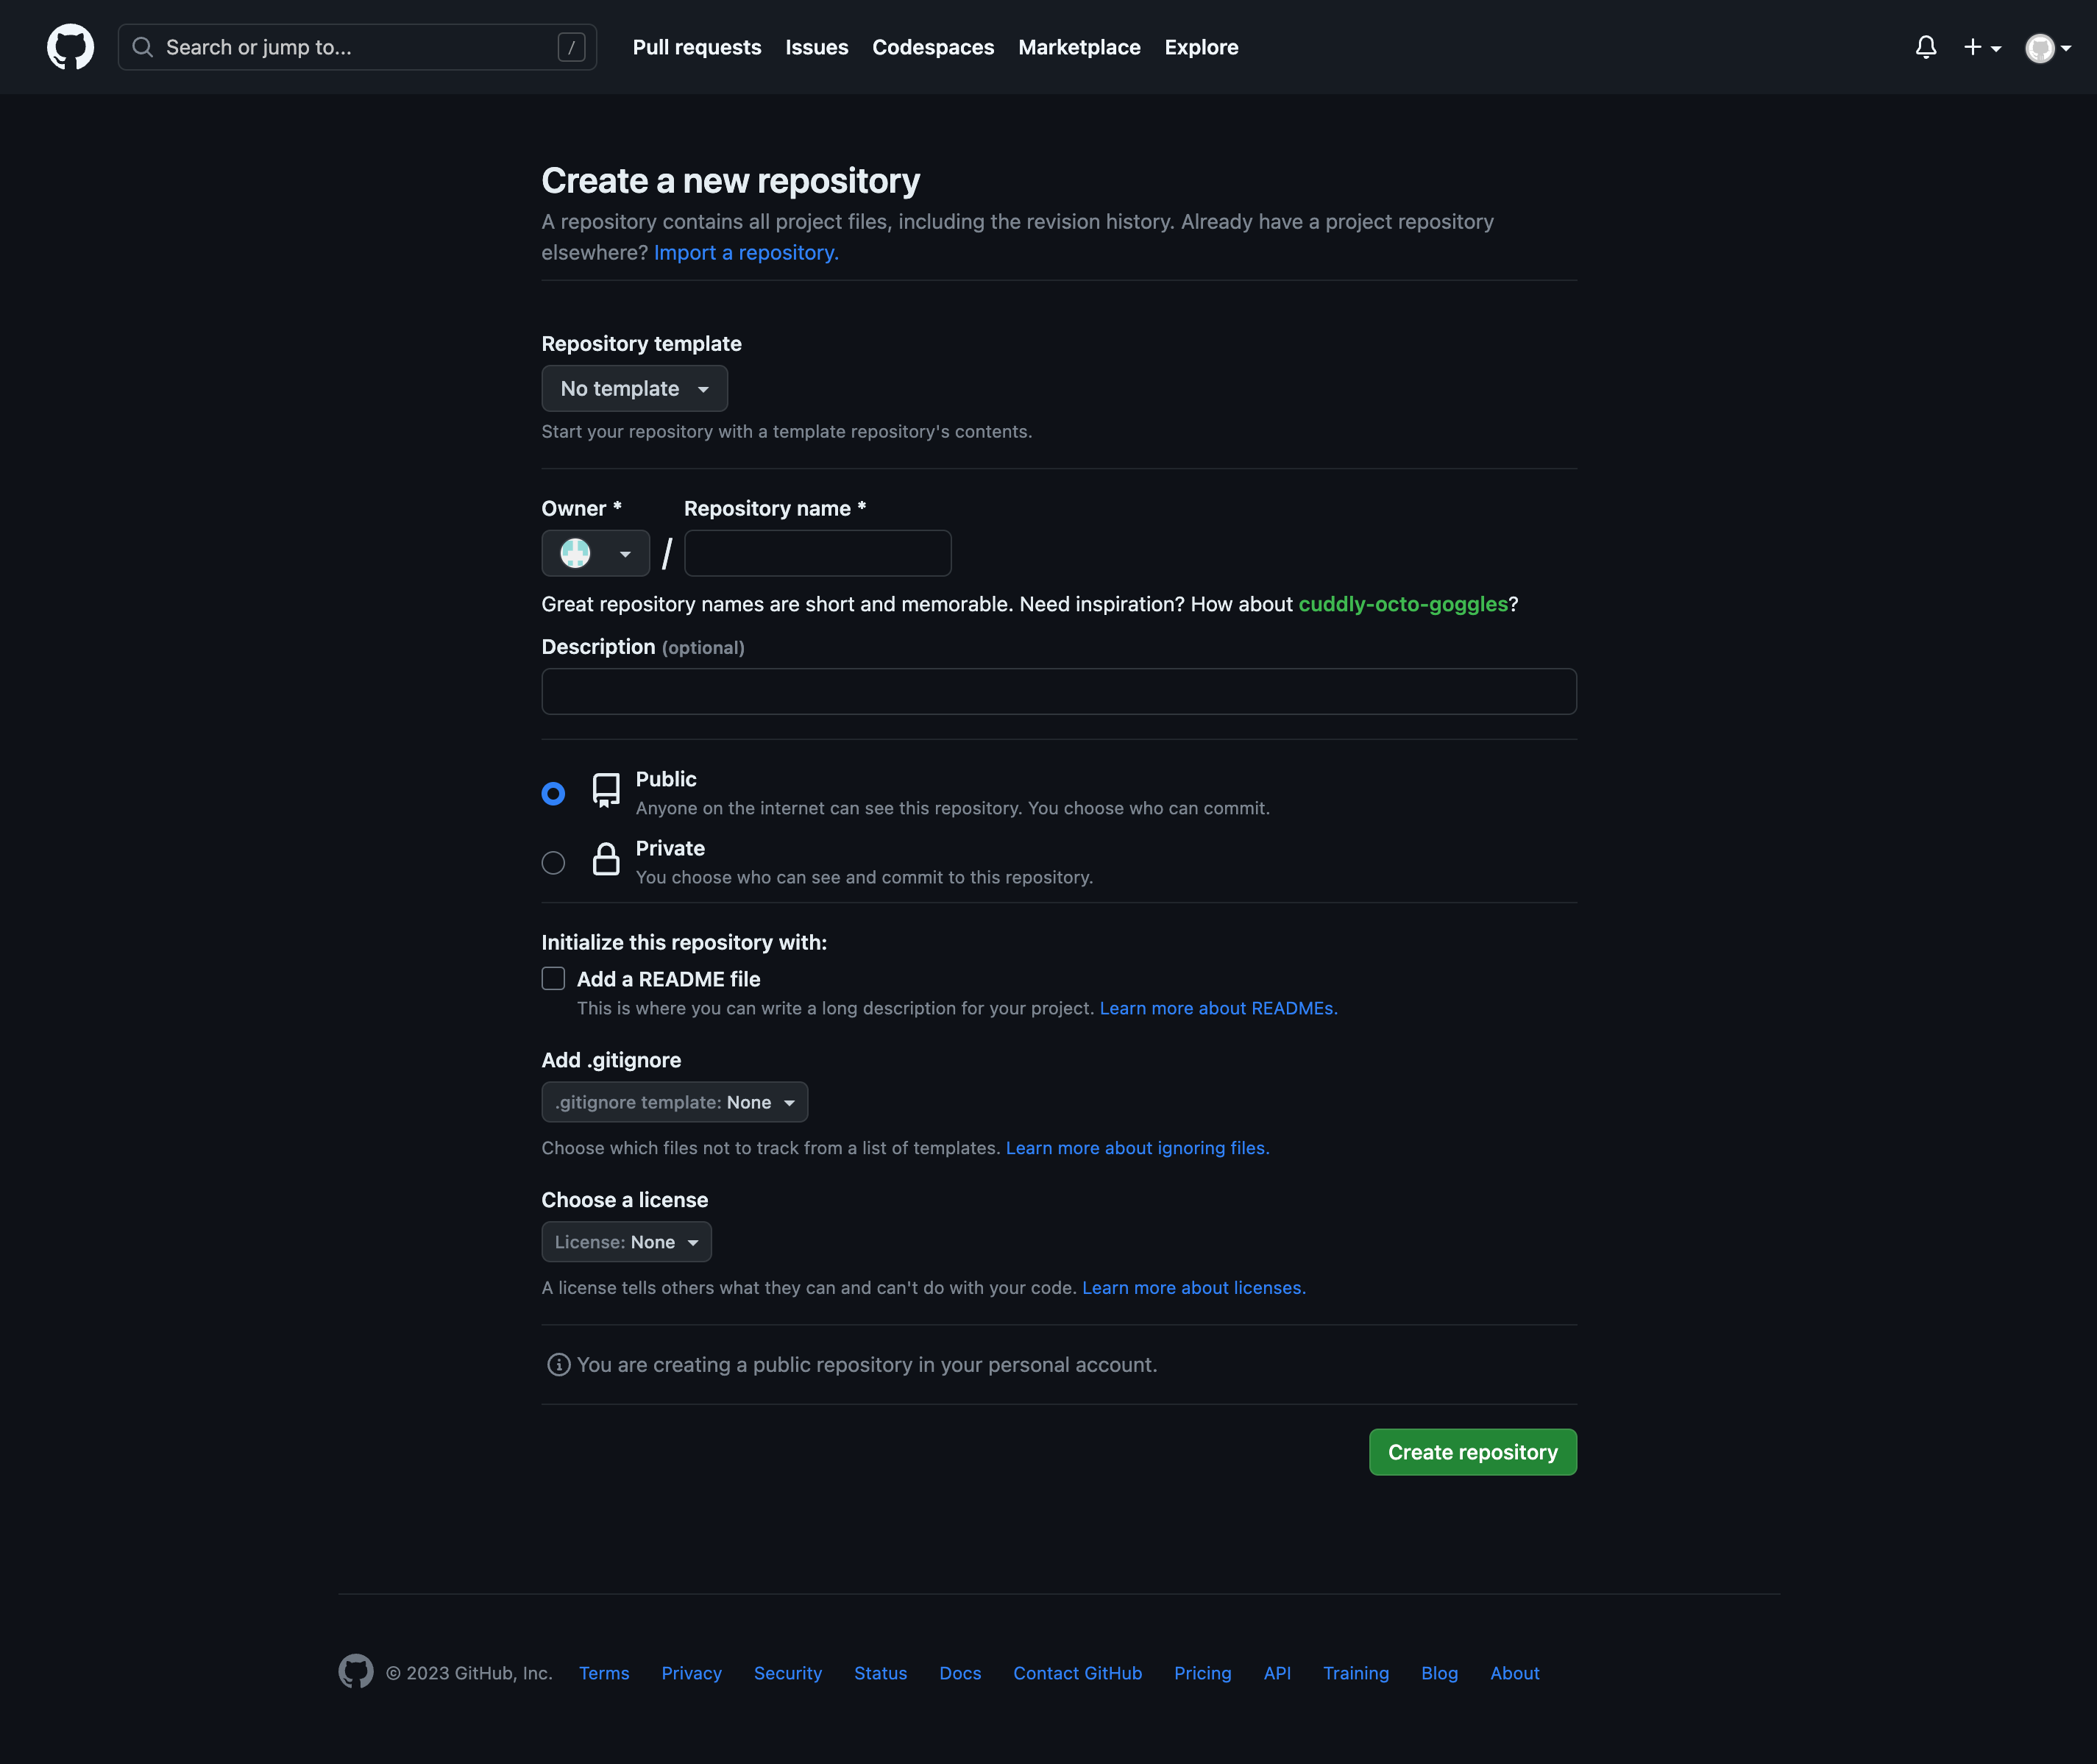 Search or jump to... /
Pull requests Issues Codespaces Marketplace Explore
Create a new repository
A repository contains all project files, including the revision history. Already have a project repository
elsewhere? Import a repository.
Repository template
No template
Start your repository with a template repository's contents.
Owner * Repository name *
/
Great repository names are short and memorable. Need inspiration? How about cuddly-octo-goggles?
Description (optional)
Public
Anyone on the internet can see this repository. You choose who can commit.
Private
You choose who can see and commit to this repository.
Initialize this repository with:
Add a README file
This is where you can write a long description for your project. Learn more about READMEs.
Add .gitignore
.gitignore template: None
Choose which files not to track from a list of templates. Learn more about ignoring files.
Choose a license
License: None
A license tells others what they can and can't do with your code. Learn more about licenses.
You are creating a public repository in your personal account.
Create repository
© 2023 GitHub, Inc. Terms Privacy Security Status Docs Contact GitHub Pricing API Training Blog About